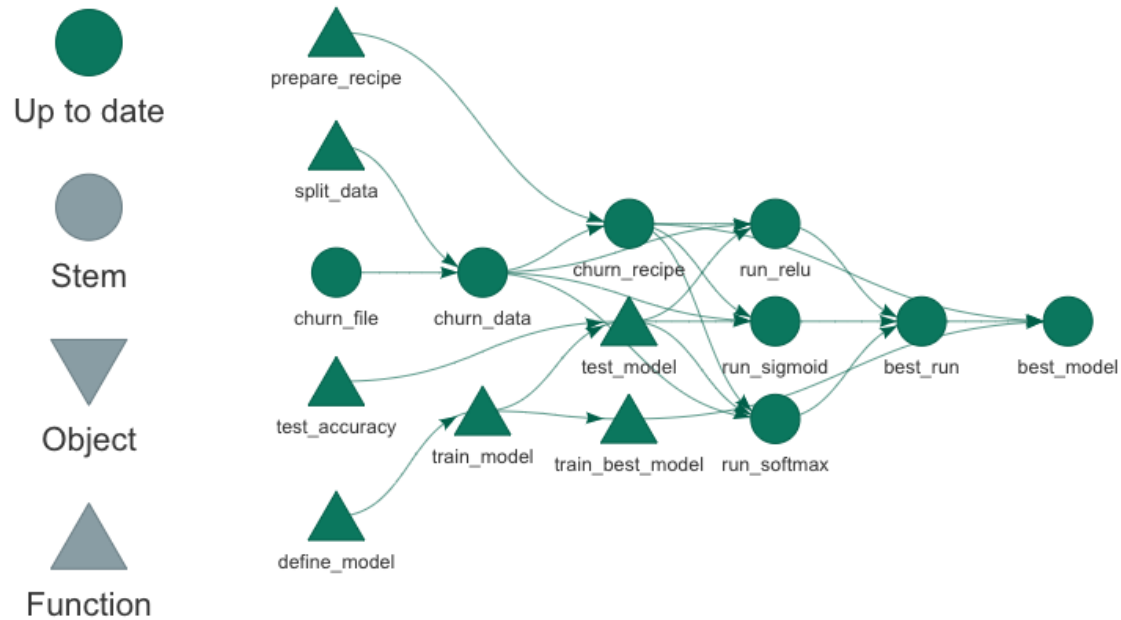 Up to date
Stem
Object
Function
prepare_recipe
split_data
churn_file
churn_data
churn_recipe
run_relu
test_model
run_sigmoid
best_run
best_model
test_accuracy
train_model
train_best_model
run_softmax
define_model